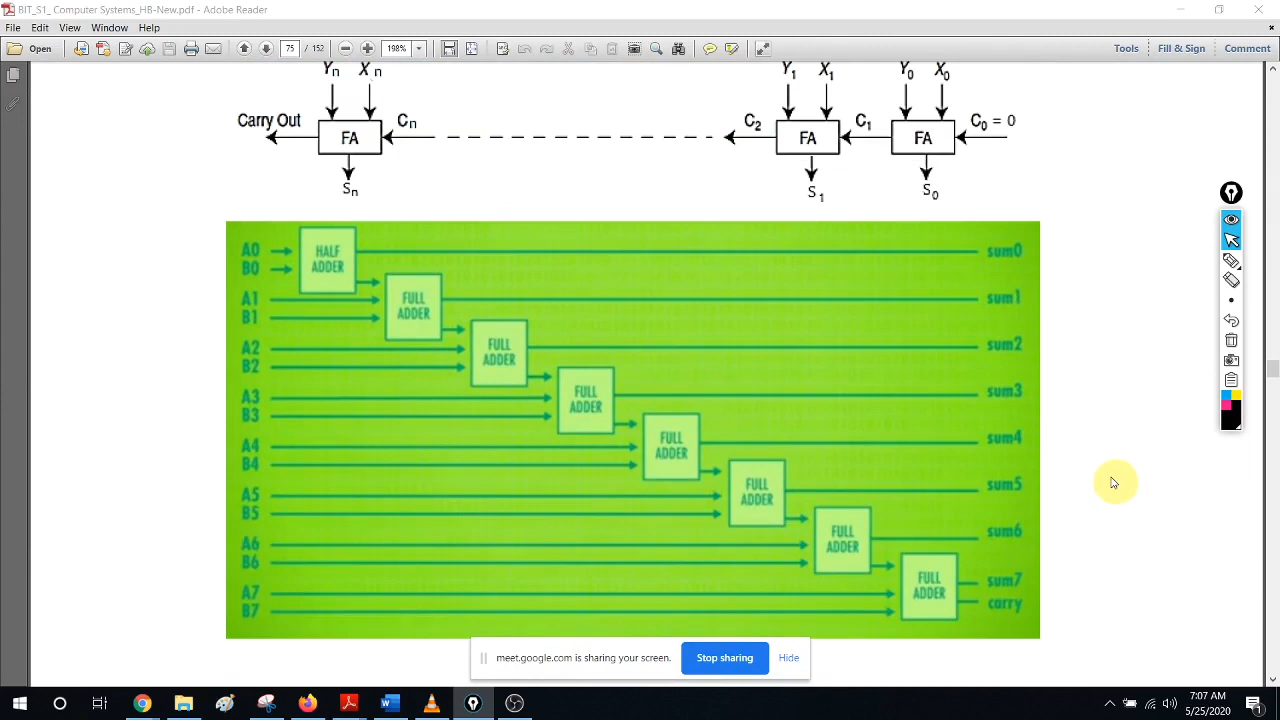 BIT_S1_ Computer Systems_HB-New.pdf - Adobe Reader
File Edit View Window Help
Open 75 / 152 198% Tools Fill & Sign Comment
Yn Xn Y1 X1 Y0 X0
Carry Out Cn C2 C1 C0 = 0
FA FA FA
Sn S1 S0
A0 HALF ADDER sum0
B0
A1 FULL ADDER sum1
B1
A2 FULL ADDER sum2
B2
A3 FULL ADDER sum3
B3
A4 FULL ADDER sum4
B4
A5 FULL ADDER sum5
B5
A6 FULL ADDER sum6
B6
A7 FULL ADDER sum7
B7 carry
meet.google.com is sharing your screen. Stop sharing Hide
7:07 AM
5/25/2020